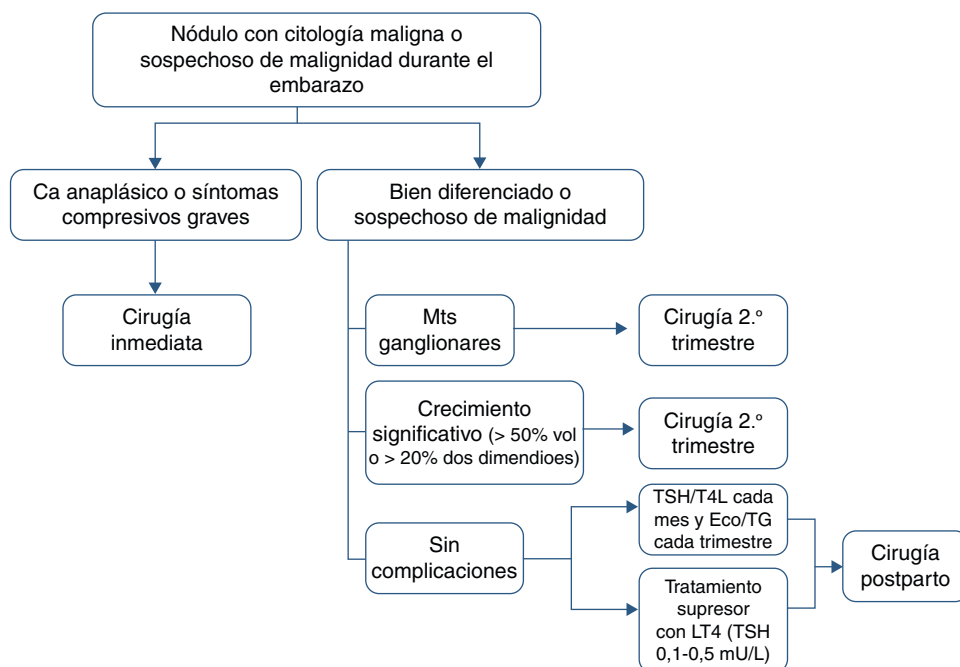 Nódulo con citología maligna o
sospechoso de malignidad durante el
embarazo
Ca anaplásico o síntomas
compresivos graves
Bien diferenciado o
sospechoso de malignidad
Cirugía
inmediata
Mts
ganglionares
Cirugía 2.º
trimestre
Crecimiento
significativo (> 50% vol
o > 20% dos dimendioes)
Cirugía 2.º
trimestre
Sin
complicaciones
TSH/T4L cada
mes y Eco/TG
cada trimestre
Tratamiento
supresor
con LT4 (TSH
0,1-0,5 mU/L)
Cirugía
postparto